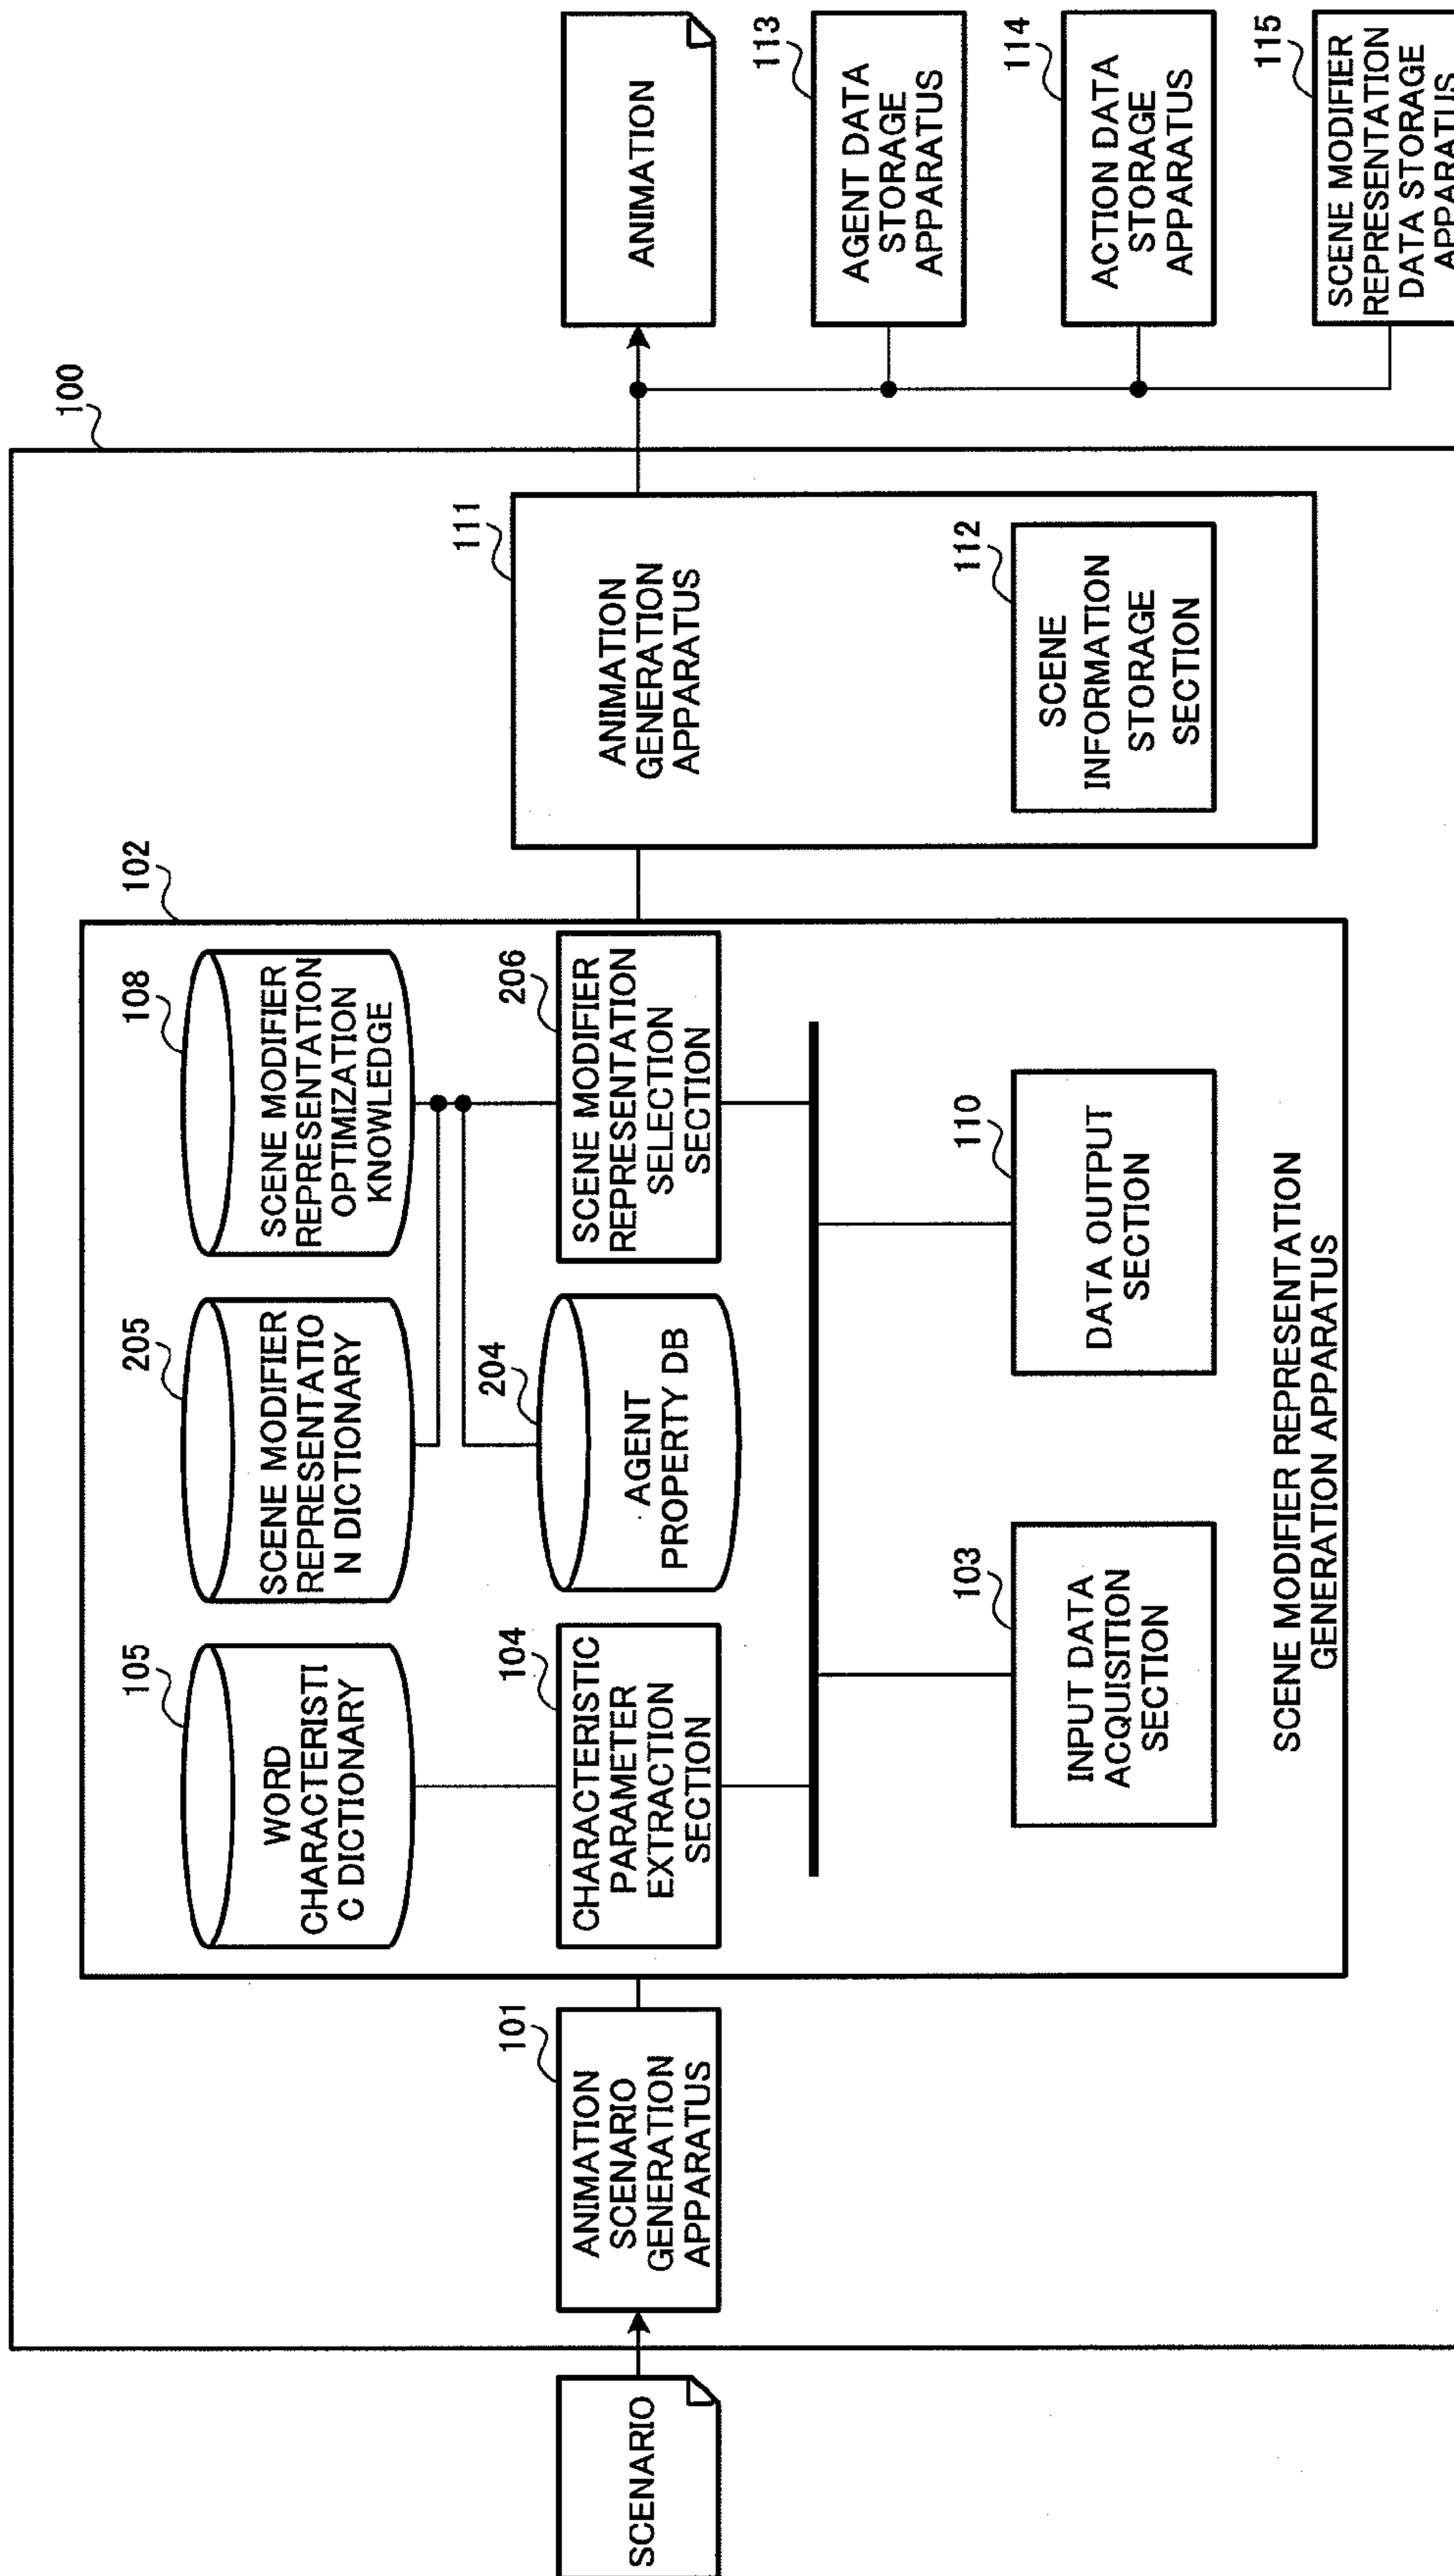 100
SCENARIO
101
ANIMATION
SCENARIO
GENERATION
APPARATUS
102
105
WORD
CHARACTERISTI
C DICTIONARY
205
SCENE MODIFIER
REPRESENTATIO
N DICTIONARY
108
SCENE MODIFIER
REPRESENTATION
OPTIMIZATION
KNOWLEDGE
104
CHARACTERISTIC
PARAMETER
EXTRACTION
SECTION
204
AGENT
PROPERTY DB
206
SCENE MODIFIER
REPRESENTATION
SELECTION
SECTION
103
INPUT DATA
ACQUISITION
SECTION
110
DATA OUTPUT
SECTION
SCENE MODIFIER REPRESENTATION
GENERATION APPARATUS
111
ANIMATION
GENERATION
APPARATUS
112
SCENE
INFORMATION
STORAGE
SECTION
ANIMATION
113
AGENT DATA
STORAGE
APPARATUS
114
ACTION DATA
STORAGE
APPARATUS
115
SCENE MODIFIER
REPRESENTATION
DATA STORAGE
APPARATUS